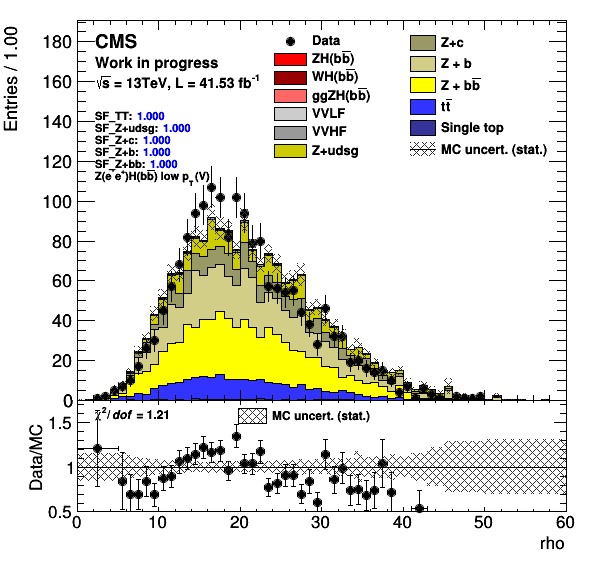 CMS
Work in progress
√s = 13TeV, L = 41.53 fb⁻¹
SF_TT: 1.000
SF_Z+udsg: 1.000
SF_Z+c: 1.000
SF_Z+b: 1.000
SF_Z+bb: 1.000
Z(e⁻e⁺)H(bb̅) low p_T(V)
Data
ZH(bb̅)
WH(bb̅)
ggZH(bb̅)
VVLF
VVHF
Z+udsg
Z+c
Z + b
Z + bb̅
tt̅
Single top
MC uncert. (stat.)
Entries / 1.00
180
160
140
120
100
80
60
40
20
0
χ̅²/ dof = 1.21
MC uncert. (stat.)
Data/MC
1.5
1
0.5
0 10 20 30 40 50 60
rho